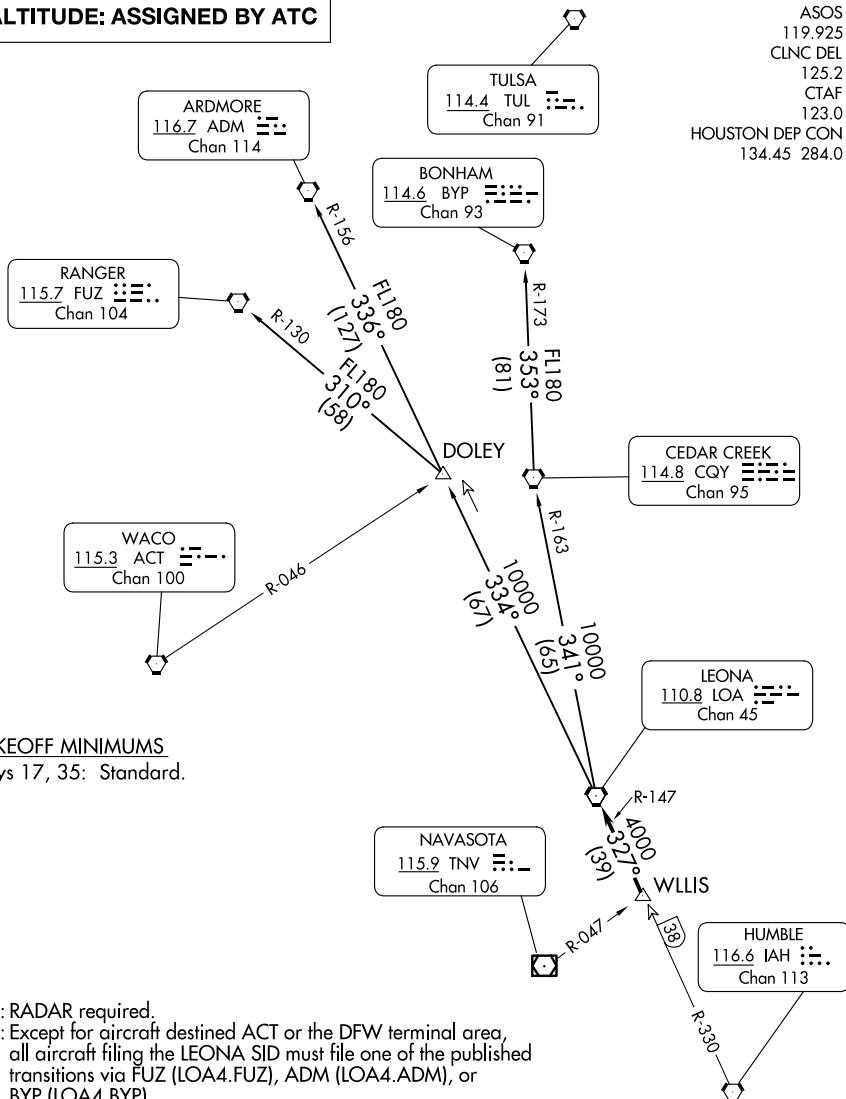 ALTITUDE: ASSIGNED BY ATC
ASOS
119.925
CLNC DEL
125.2
CTAF
123.0
HOUSTON DEP CON
134.45 284.0
TULSA
114.4 TUL
Chan 91
ARDMORE
116.7 ADM
Chan 114
BONHAM
114.6 BYP
Chan 93
R-156
RANGER
115.7 FUZ
Chan 104
R-130
FL180
336°
(127)
R-173
FL180
353°
(81)
FL180
310°
(58)
DOLEY
CEDAR CREEK
114.8 CQY
Chan 95
R-163
WACO
115.3 ACT
Chan 100
R-046
10000
334°
(67)
10000
341°
(65)
LEONA
110.8 LOA
Chan 45
KEOFF MINIMUMS
ys 17, 35: Standard.
R-147
4000
327°
(39)
NAVASOTA
115.9 TNV
Chan 106
WLLIS
R-047
38
HUMBLE
116.6 IAH
Chan 113
R-330
: RADAR required.
: Except for aircraft destined ACT or the DFW terminal area,
all aircraft filing the LEONA SID must file one of the published
transitions via FUZ (LOA4.FUZ), ADM (LOA4.ADM), or
BYP (LOA4.BYP)